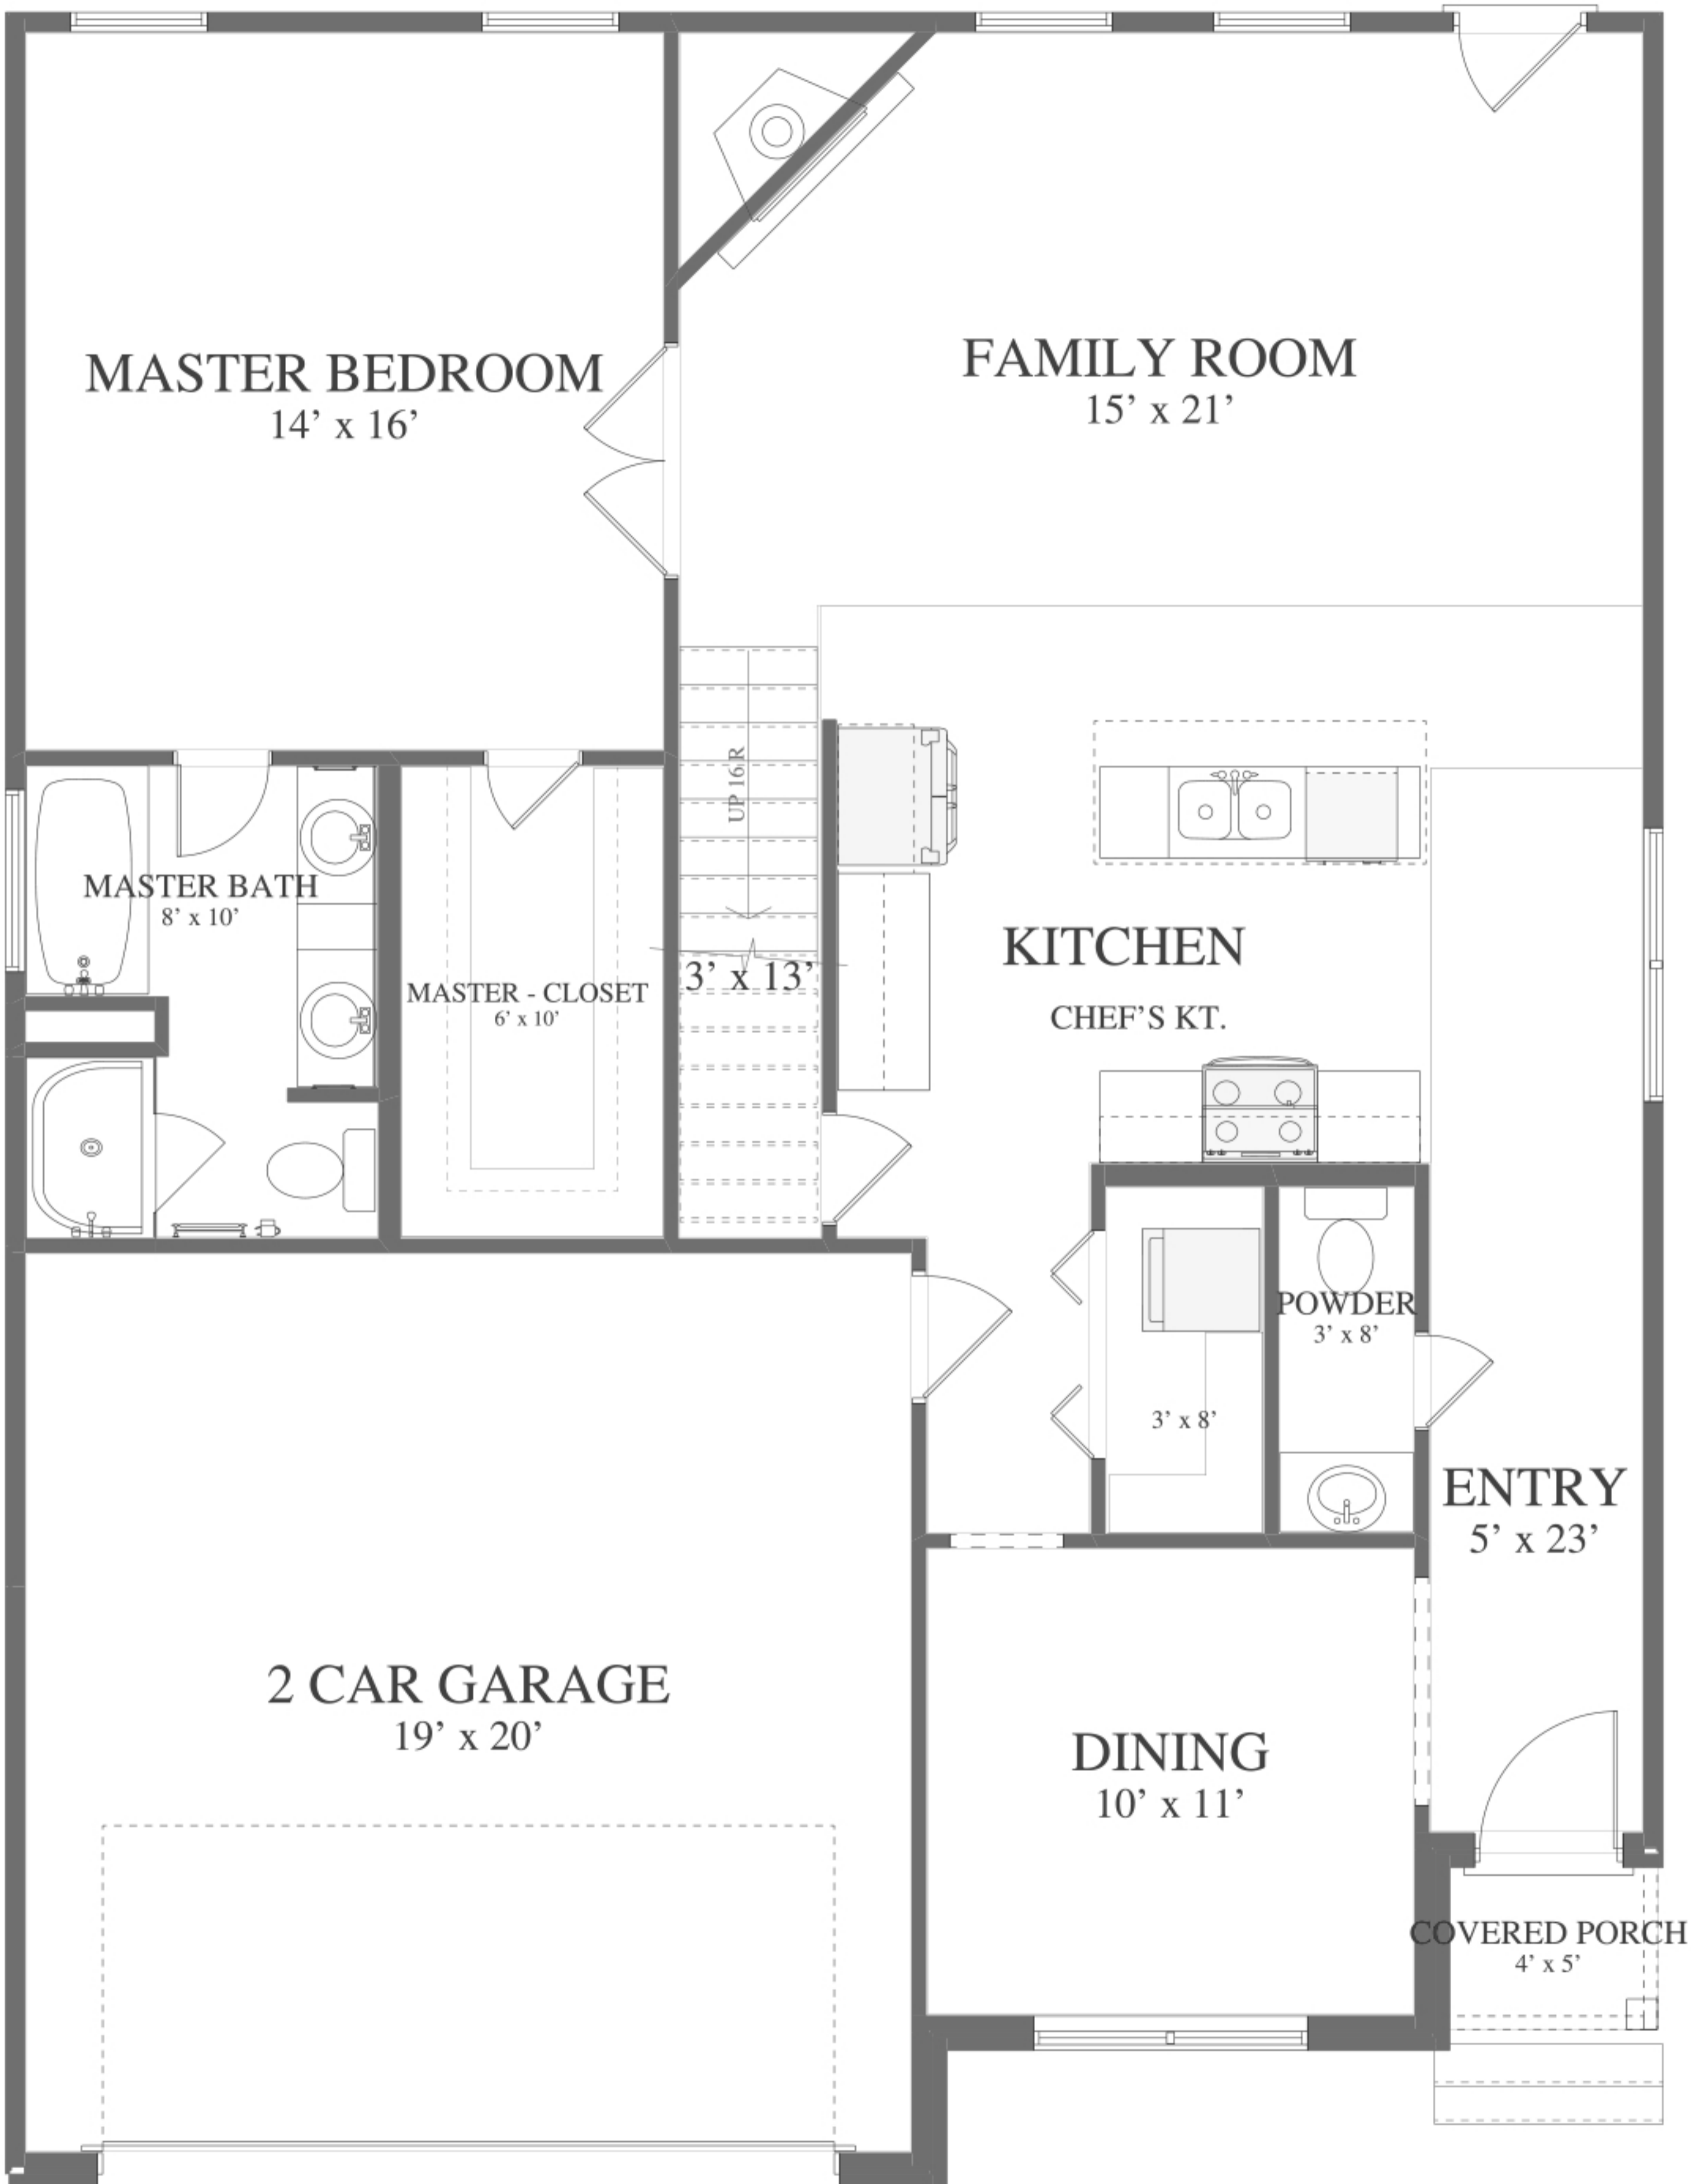 MASTER BEDROOM
14’ x 16’
FAMILY ROOM
15’ x 21’
UP 16 R
MASTER BATH
8’ x 10’
MASTER - CLOSET
6’ x 10’
3’ x 13’
KITCHEN
CHEF'S KT.
POWDER
3’ x 8’
3’ x 8’
ENTRY
5’ x 23’
2 CAR GARAGE
19’ x 20’
DINING
10’ x 11’
COVERED PORCH
4’ x 5’